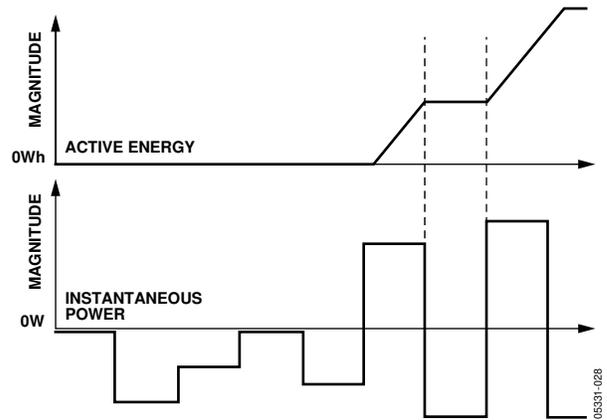 MAGNITUDE
ACTIVE ENERGY
0Wh
MAGNITUDE
INSTANTANEOUS
POWER
0W
05331-028